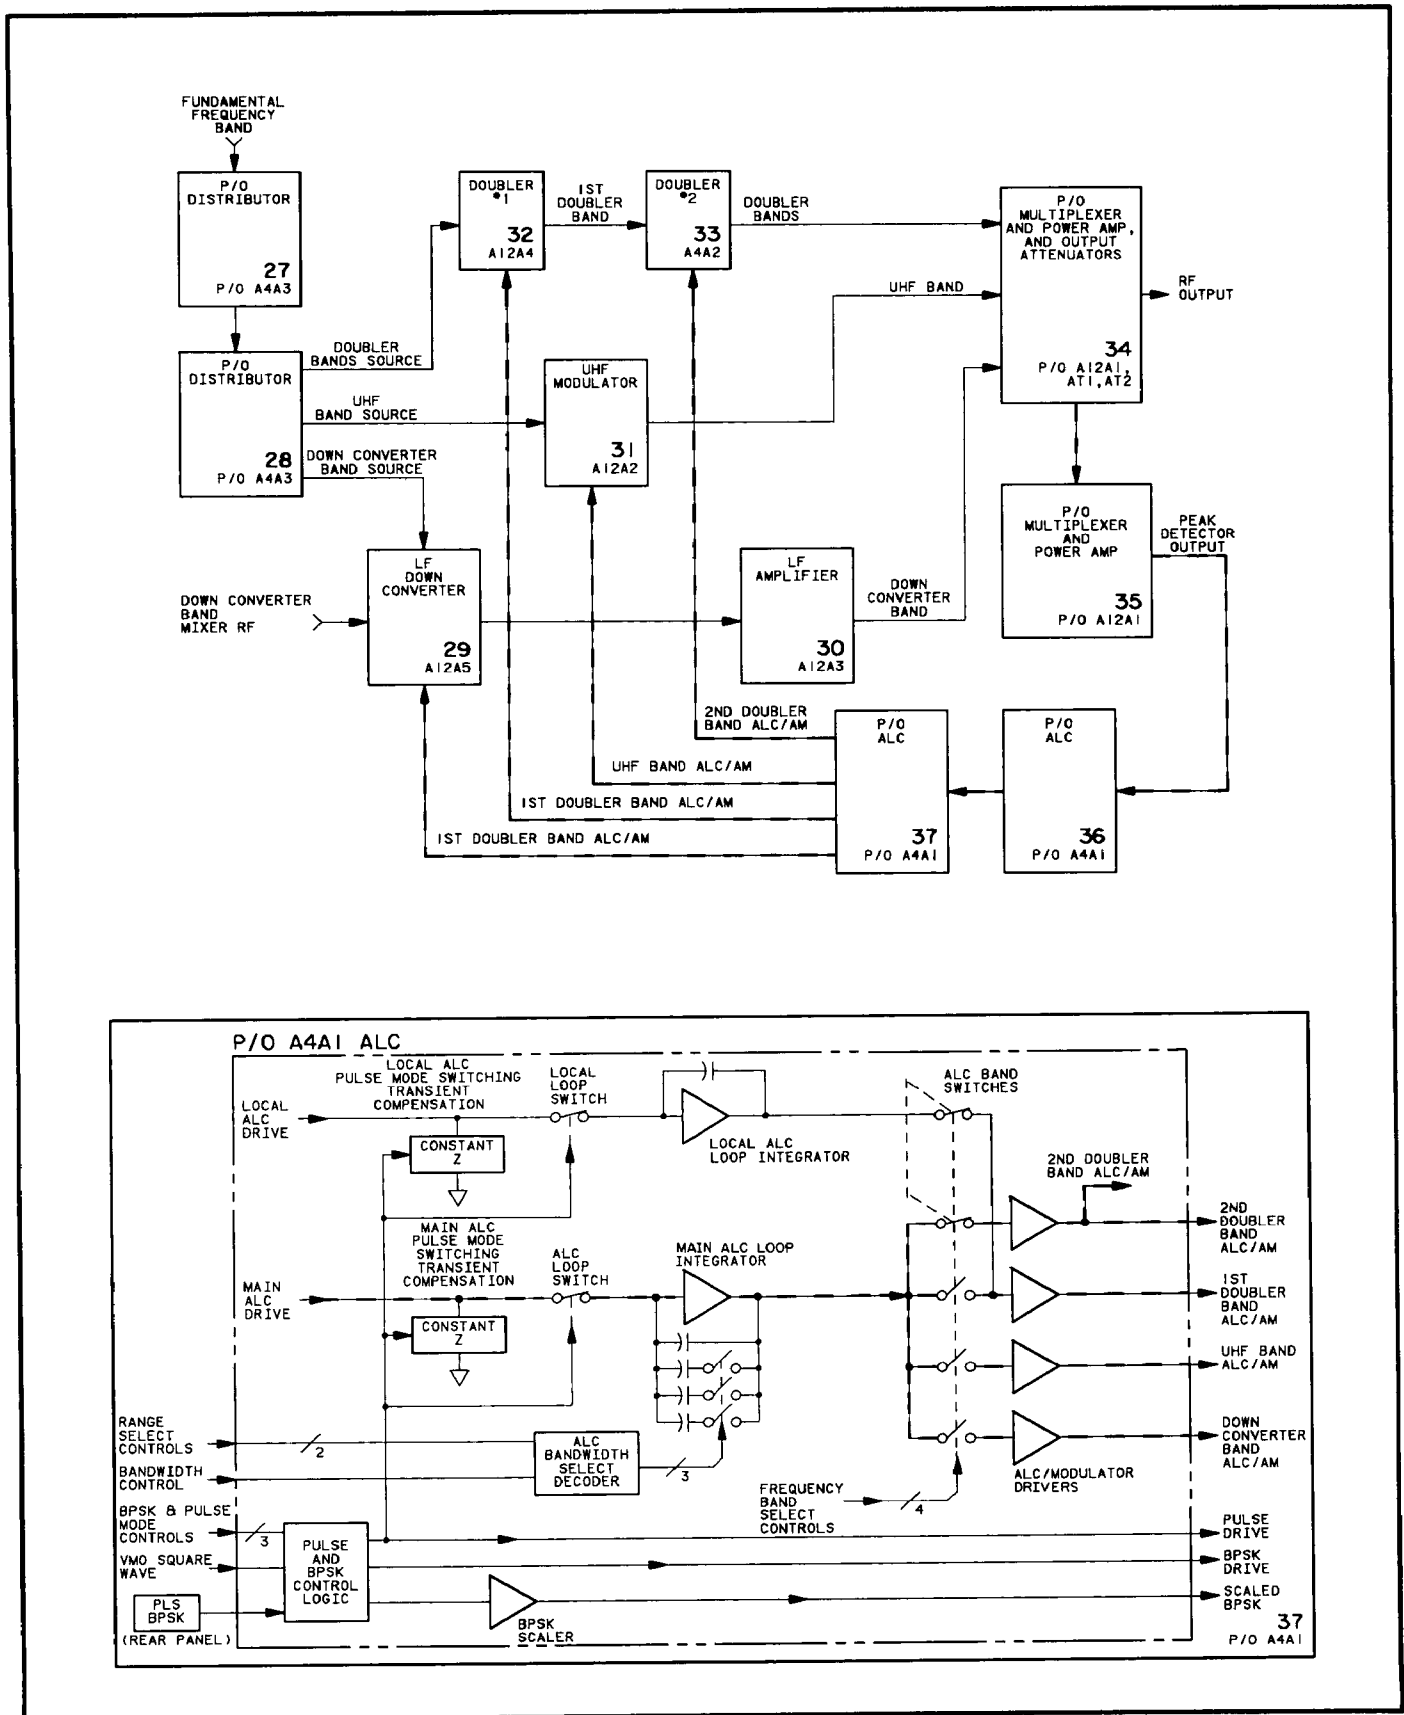 FUNDAMENTAL
FREQUENCY
BAND
P/O
DISTRIBUTOR
27
P/O A4A3
DOUBLER
•1
32
A12A4
1ST
DOUBLER
BAND
DOUBLER
•2
33
A4A2
DOUBLER
BANDS
P/O
MULTIPLEXER
AND POWER AMP,
AND OUTPUT
ATTENUATORS
34
P/O A12A1,
AT1,AT2
RF
OUTPUT
UHF BAND
P/O
DISTRIBUTOR
28
P/O A4A3
DOUBLER
BANDS SOURCE
UHF
BAND SOURCE
DOWN CONVERTER
BAND SOURCE
UHF
MODULATOR
31
A12A2
DOWN CONVERTER
BAND
MIXER RF
LF
DOWN
CONVERTER
29
A12A5
LF
AMPLIFIER
30
A12A3
DOWN
CONVERTER
BAND
P/O
MULTIPLEXER
AND
POWER AMP
35
P/O A12A1
PEAK
DETECTOR
OUTPUT
2ND DOUBLER
BAND ALC/AM
UHF BAND ALC/AM
1ST DOUBLER BAND ALC/AM
1ST DOUBLER BAND ALC/AM
P/O
ALC
37
P/O A4A1
P/O
ALC
36
P/O A4A1
P/O A4A1 ALC
LOCAL ALC
PULSE MODE SWITCHING
TRANSIENT
COMPENSATION
LOCAL
LOOP
SWITCH
ALC BAND
SWITCHES
LOCAL
ALC
DRIVE
CONSTANT
Z
LOCAL ALC
LOOP INTEGRATOR
2ND DOUBLER
BAND ALC/AM
MAIN ALC
PULSE MODE
SWITCHING
TRANSIENT
COMPENSATION
ALC
LOOP
SWITCH
MAIN ALC LOOP
INTEGRATOR
2ND
DOUBLER
BAND
ALC/AM
MAIN
ALC
DRIVE
CONSTANT
Z
1ST
DOUBLER
BAND
ALC/AM
UHF BAND
ALC/AM
RANGE
SELECT
CONTROLS
2
BANDWIDTH
CONTROL
ALC
BANDWIDTH
SELECT
DECODER
3
DOWN
CONVERTER
BAND
ALC/AM
ALC/MODULATOR
DRIVERS
FREQUENCY
BAND
SELECT
CONTROLS
4
BPSK & PULSE
MODE
CONTROLS
3
VMO SQUARE
WAVE
PULSE
AND
BPSK
CONTROL
LOGIC
PLS
BPSK
(REAR PANEL)
BPSK
SCALER
PULSE
DRIVE
BPSK
DRIVE
SCALED
BPSK
37
P/O A4A1